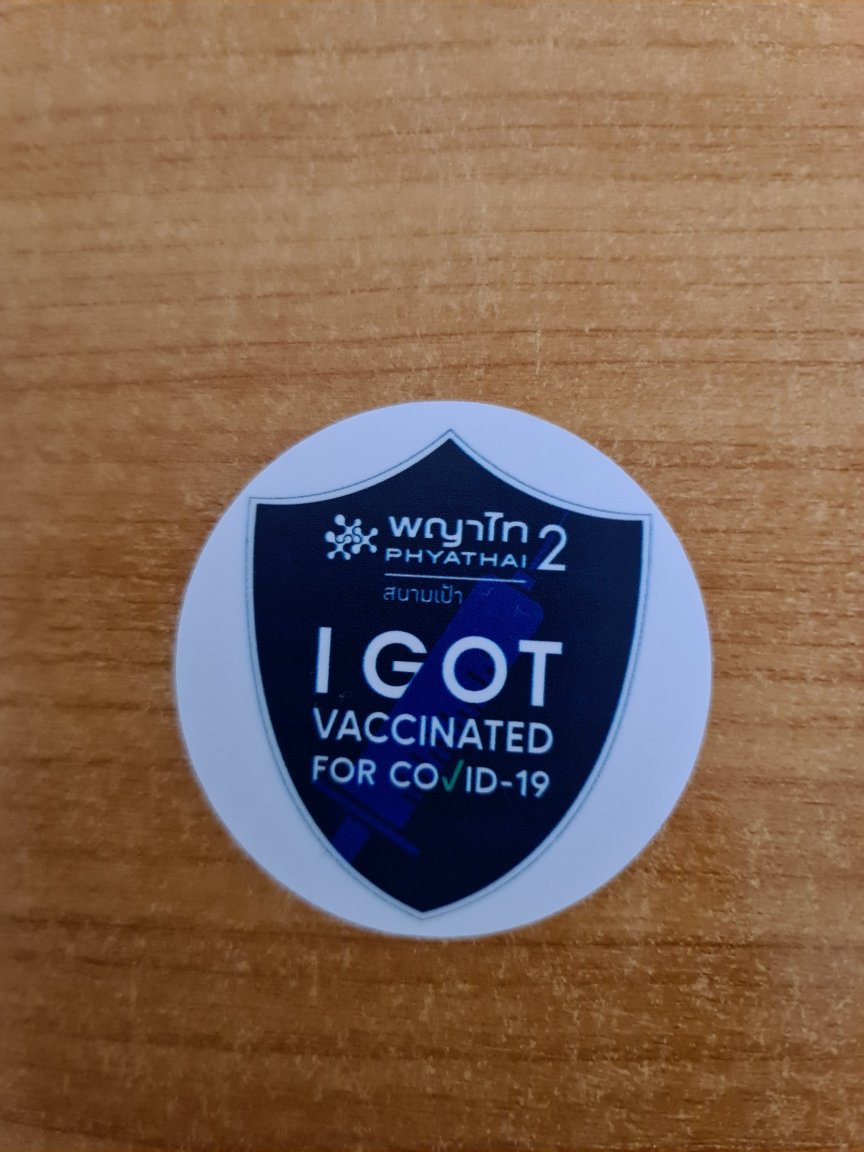 พญาไท 2
PHYATHAI
สนามเป้า
I GOT
VACCINATED
FOR COVID-19